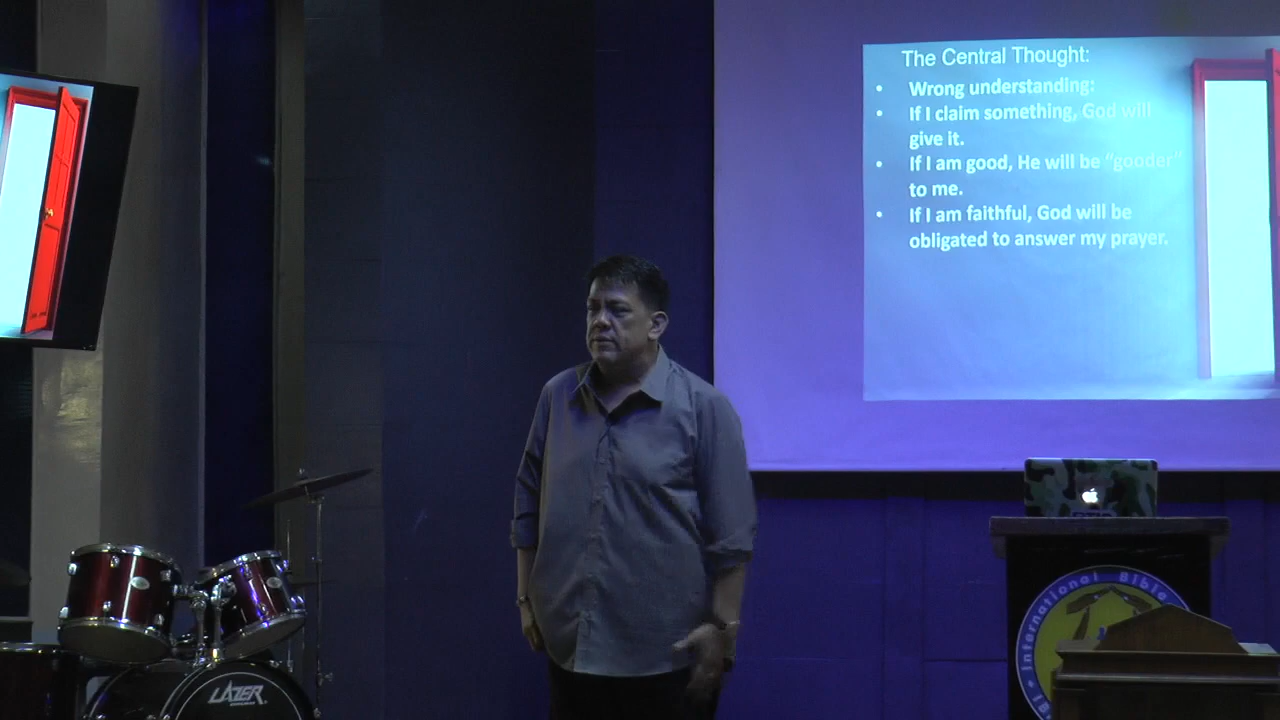 The Central Thought:
• Wrong understanding:
• If I claim something, God will
give it.
• If I am good, He will be "gooder"
to me.
• If I am faithful, God will be
obligated to answer my prayer.
International Bible
LAZER